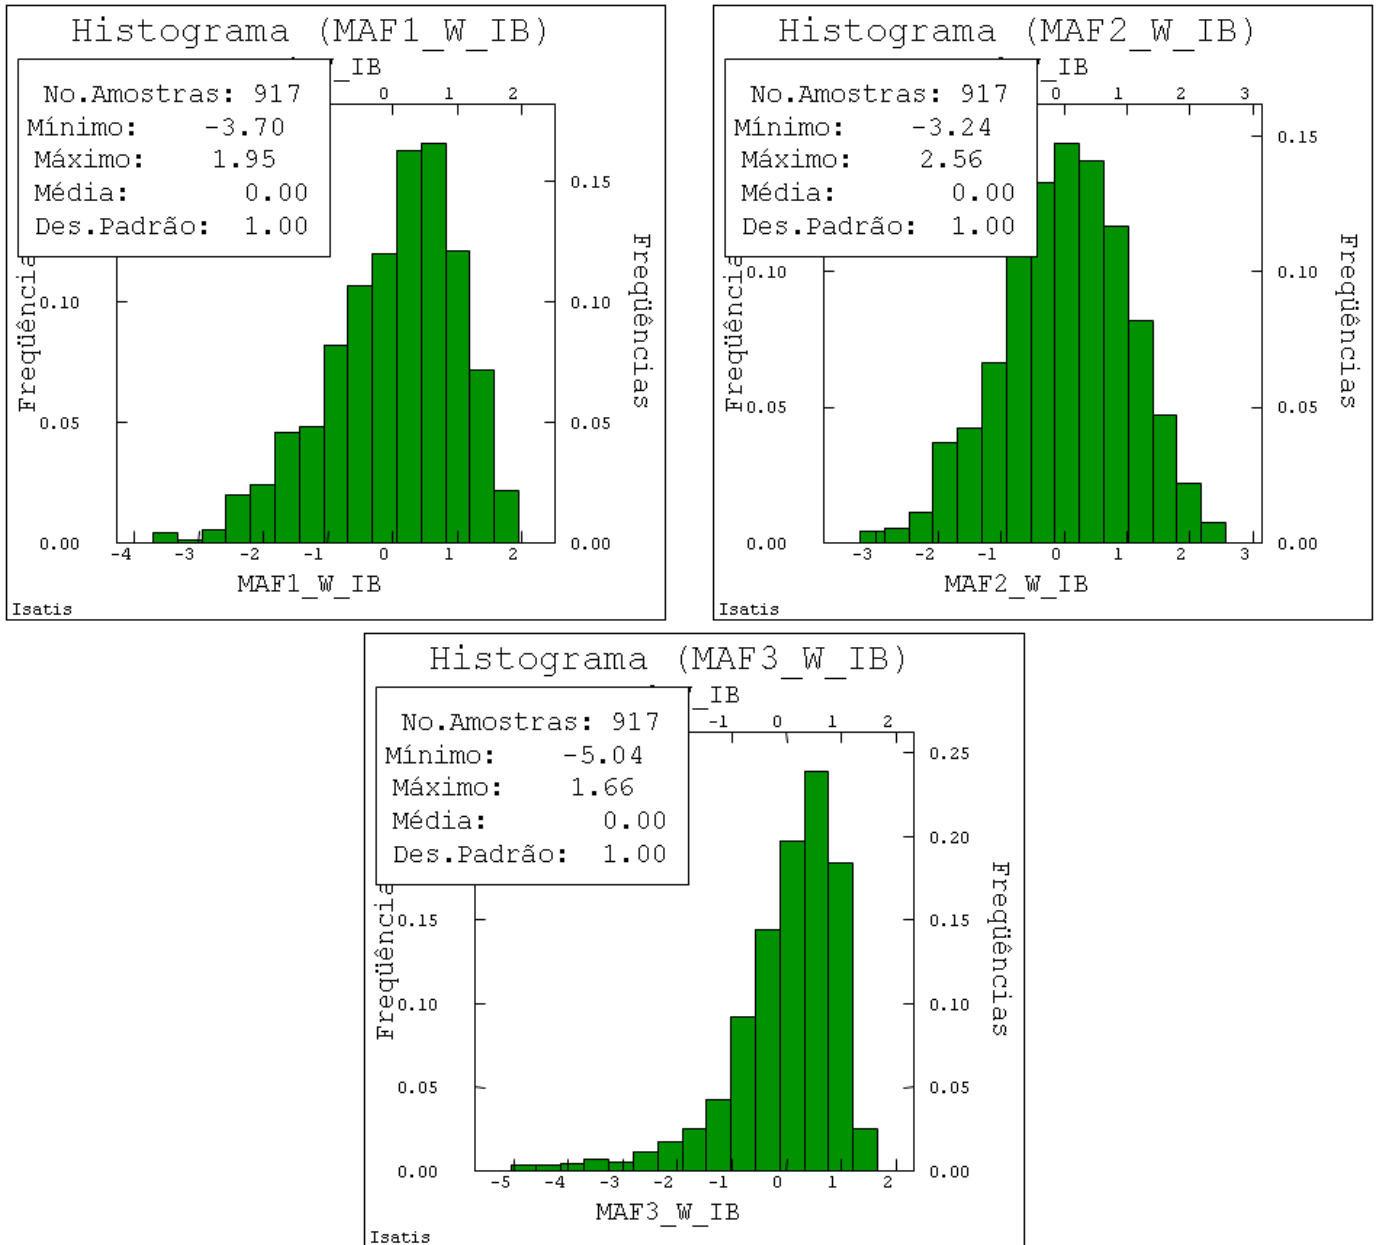 Histograma (MAF1_W_IB)
_IB
No.Amostras: 917
Mínimo: -3.70
Máximo: 1.95
Média: 0.00
Des.Padrão: 1.00
0 1 2
0.15
0.10 0.10
0.05 0.05
0.00 0.00
Freqüências
-4 -3 -2 -1 0 1 2
MAF1_W_IB
Isatis
Histograma (MAF2_W_IB)
_IB
No.Amostras: 917
Mínimo: -3.24
Máximo: 2.56
Média: 0.00
Des.Padrão: 1.00
0 1 2 3
0.15
0.10 0.10
0.05 0.05
0.00 0.00
Freqüências
-3 -2 -1 0 1 2 3
MAF2_W_IB
Isatis
Histograma (MAF3_W_IB)
_IB
No.Amostras: 917
Mínimo: -5.04
Máximo: 1.66
Média: 0.00
Des.Padrão: 1.00
-1 0 1 2
0.25
0.20
0.15 0.15
0.10 0.10
0.05 0.05
0.00 0.00
Freqüências
-5 -4 -3 -2 -1 0 1 2
MAF3_W_IB
Isatis